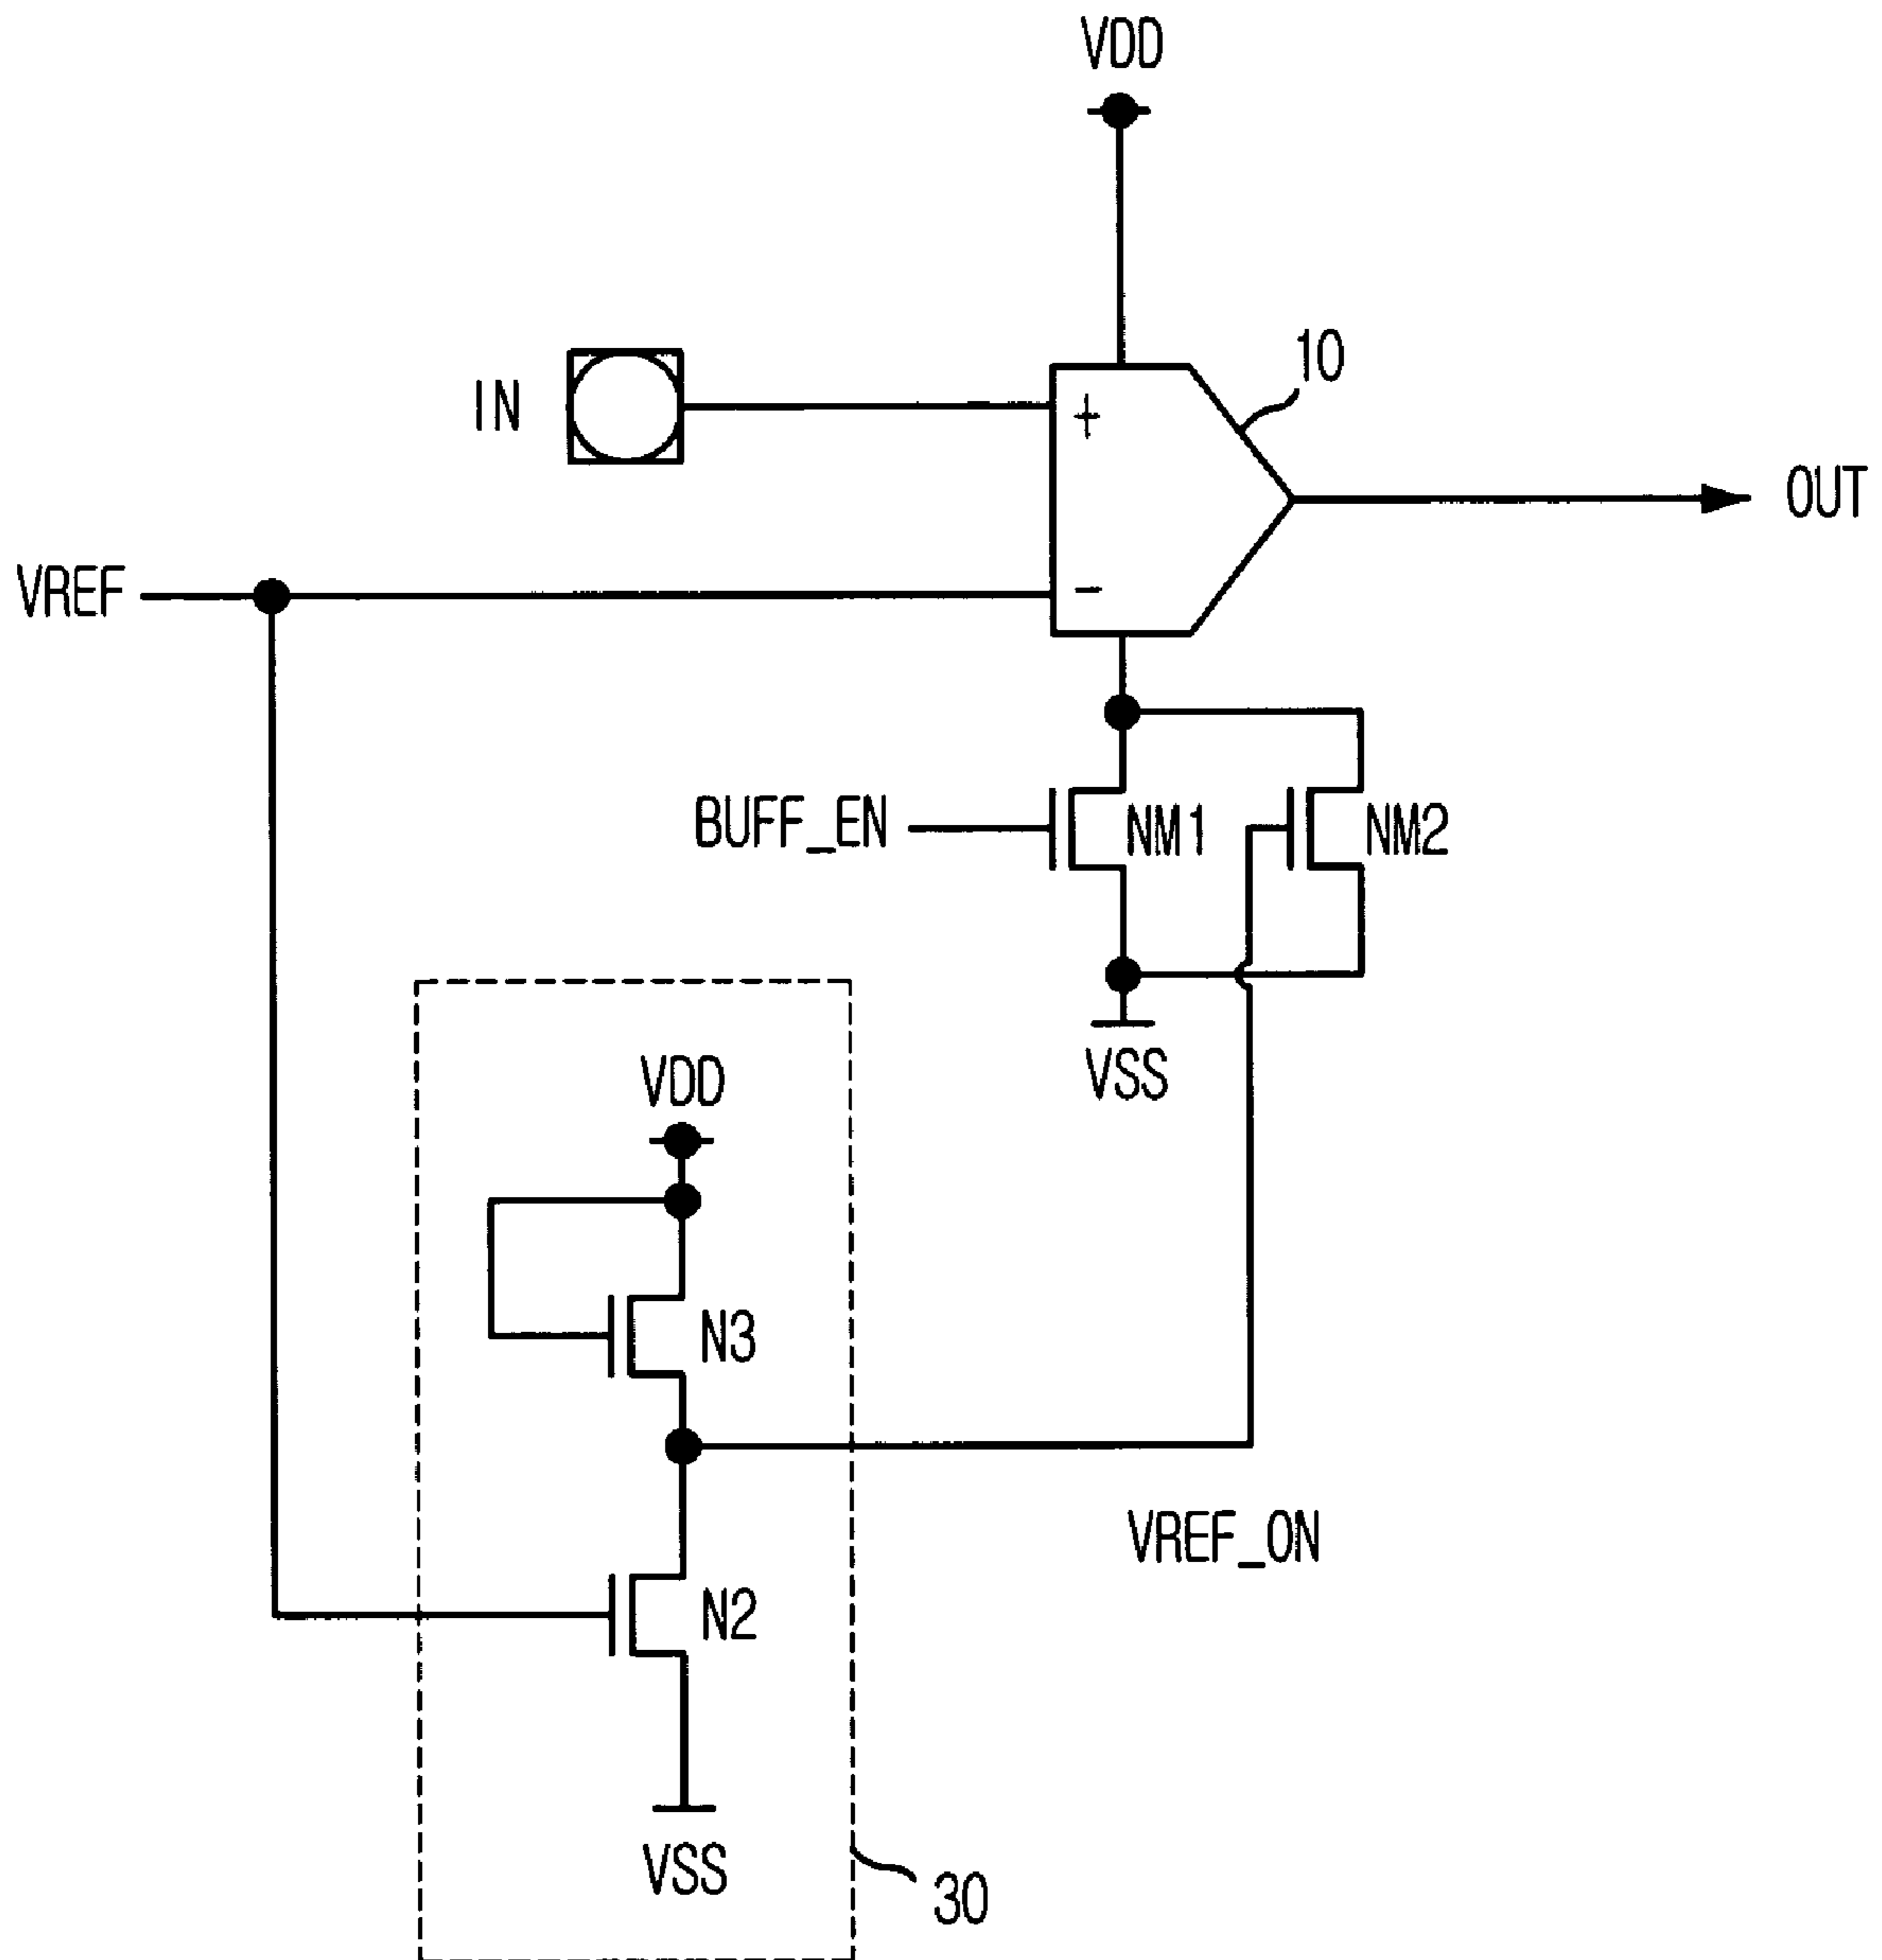 VDD
10
IN
+
OUT
VREF
-
BUFF_EN
NM1
NM2
VSS
VDD
N3
VREF_ON
N2
VSS
30